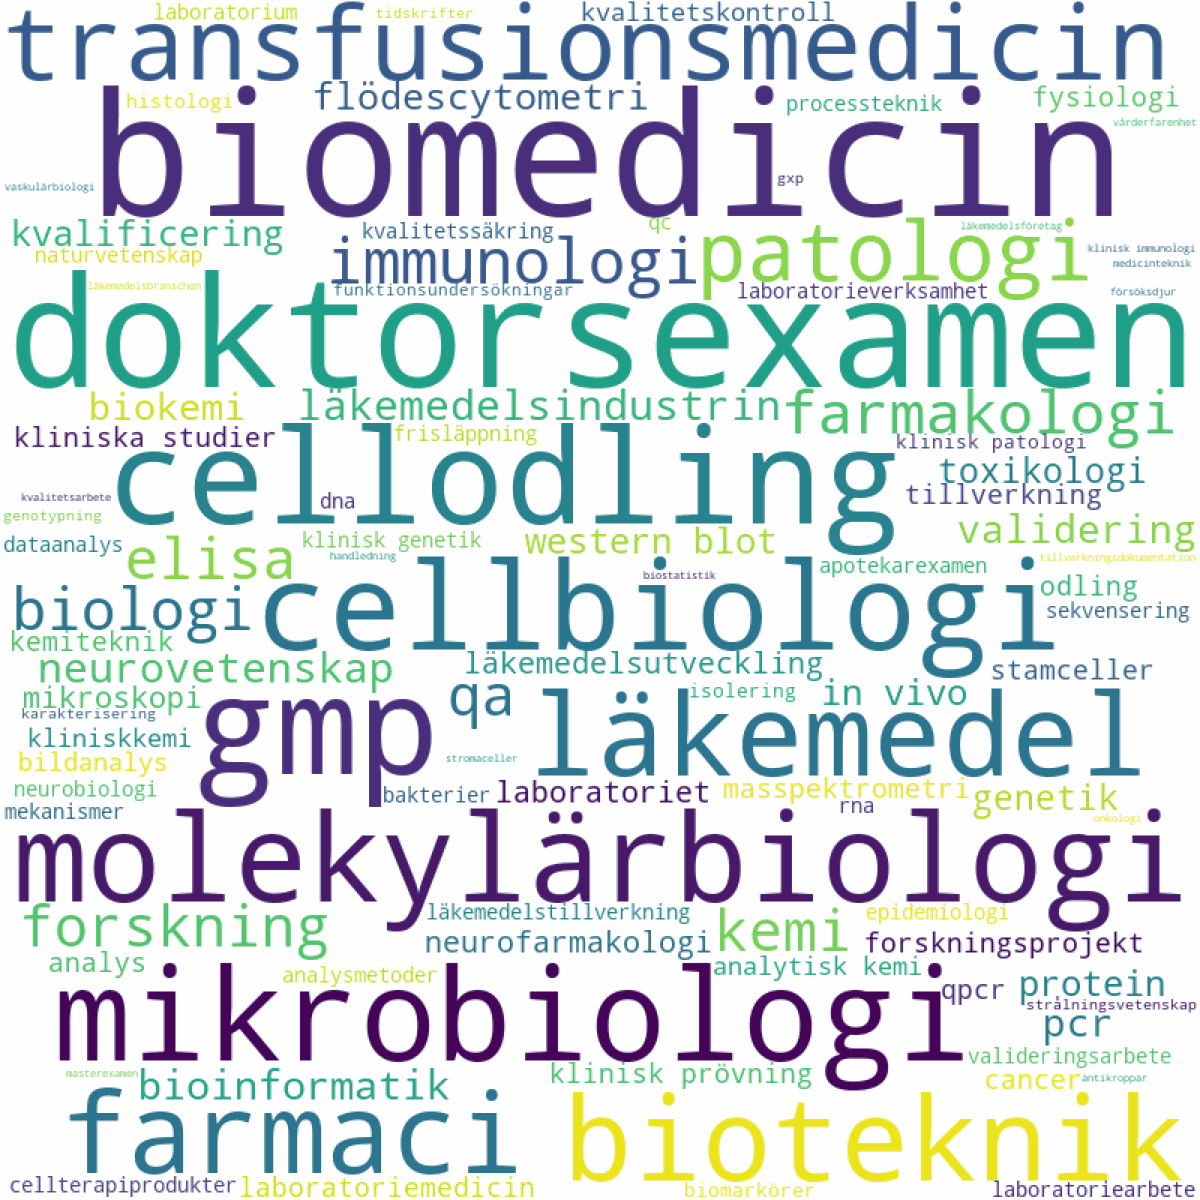 laboratorium
tidskrifter
kvalitetskontroll
transfusionsmedicin
histologi
flödescytometri
processteknik
fysiologi
vårderfarenhet
biomedicin
vaskulärbiologi
gxp
kvalificering
kvalitetssäkring
qc
läkemedelsföretag
naturvetenskap
immunologi
patologi
klinisk immunologi
medicinteknik
läkemedelsbranschen
funktionsundersökningar
laboratorieverksamhet
försöksdjur
doktorsexamen
biokemi
läkemedelsindustrin
farmakologi
kliniska studier
frisläppning
klinisk patologi
cellodling
toxikologi
kvalitetsarbete
dna
tillverkning
genotypning
validering
dataanalys
elisa
klinisk genetik
western blot
handledning
tillverkningsdokumentation
apotekarexamen
biostatistik
biologi
cellbiologi
odling
sekvensering
kemiteknik
neurovetenskap
läkemedelsutveckling
stamceller
mikroskopi
qa
isolering
in vivo
karakterisering
gmp
läkemedel
kliniskkemi
bildanalys
stromaceller
neurobiologi
bakterier
laboratoriet
masspektrometri
genetik
mekanismer
rna
onkologi
molekylärbiologi
forskning
läkemedelstillverkning
kemi
epidemiologi
neurofarmakologi
forskningsprojekt
analys
analysmetoder
analytisk kemi
mikrobiologi
qpcr
protein
strålningsvetenskap
pcr
valideringsarbete
masterexamen
bioinformatik
klinisk prövning
cancer
antikroppar
farmaci
bioteknik
cellterapiprodukter
laboratoriemedicin
biomarkörer
laboratoriearbete